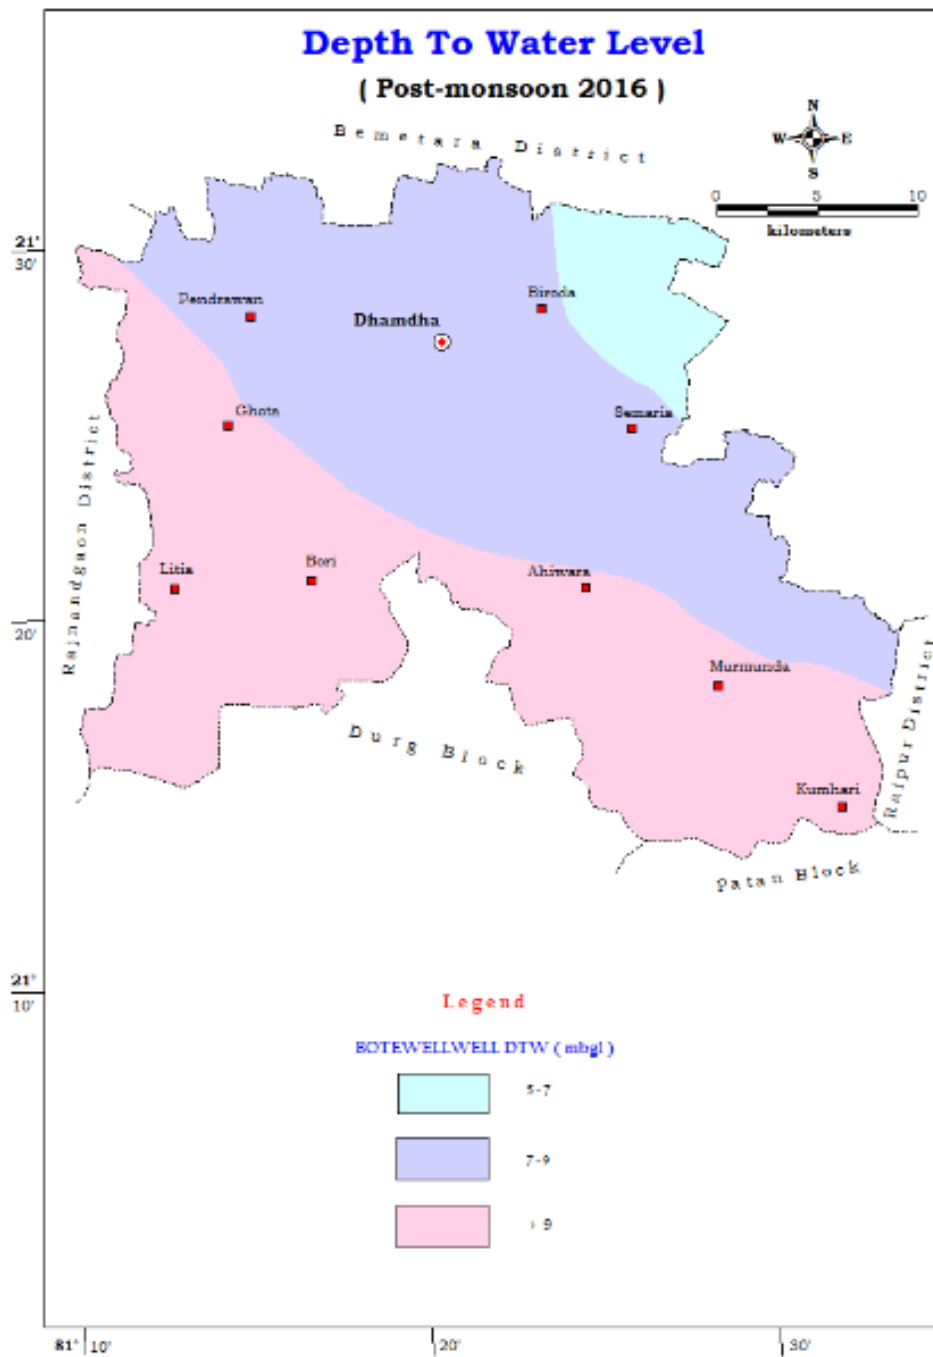 Depth To Water Level
( Post-monsoon 2016 )
Bemetara District
N
W E
S
0 5 10
kilometers
21°
30'
Pendrawan
Biroda
Dhamdha
Ghota
Semaria
Rajnandgaon District
Litia
Bori
Ahiwara
20'
Murmunda
Raipur District
Durg Block
Kumhari
Patan Block
21°
10'
Legend
BOTEWELLWELL DTW ( mbgl )
5-7
7-9
> 9
81° 10' 20' 30'